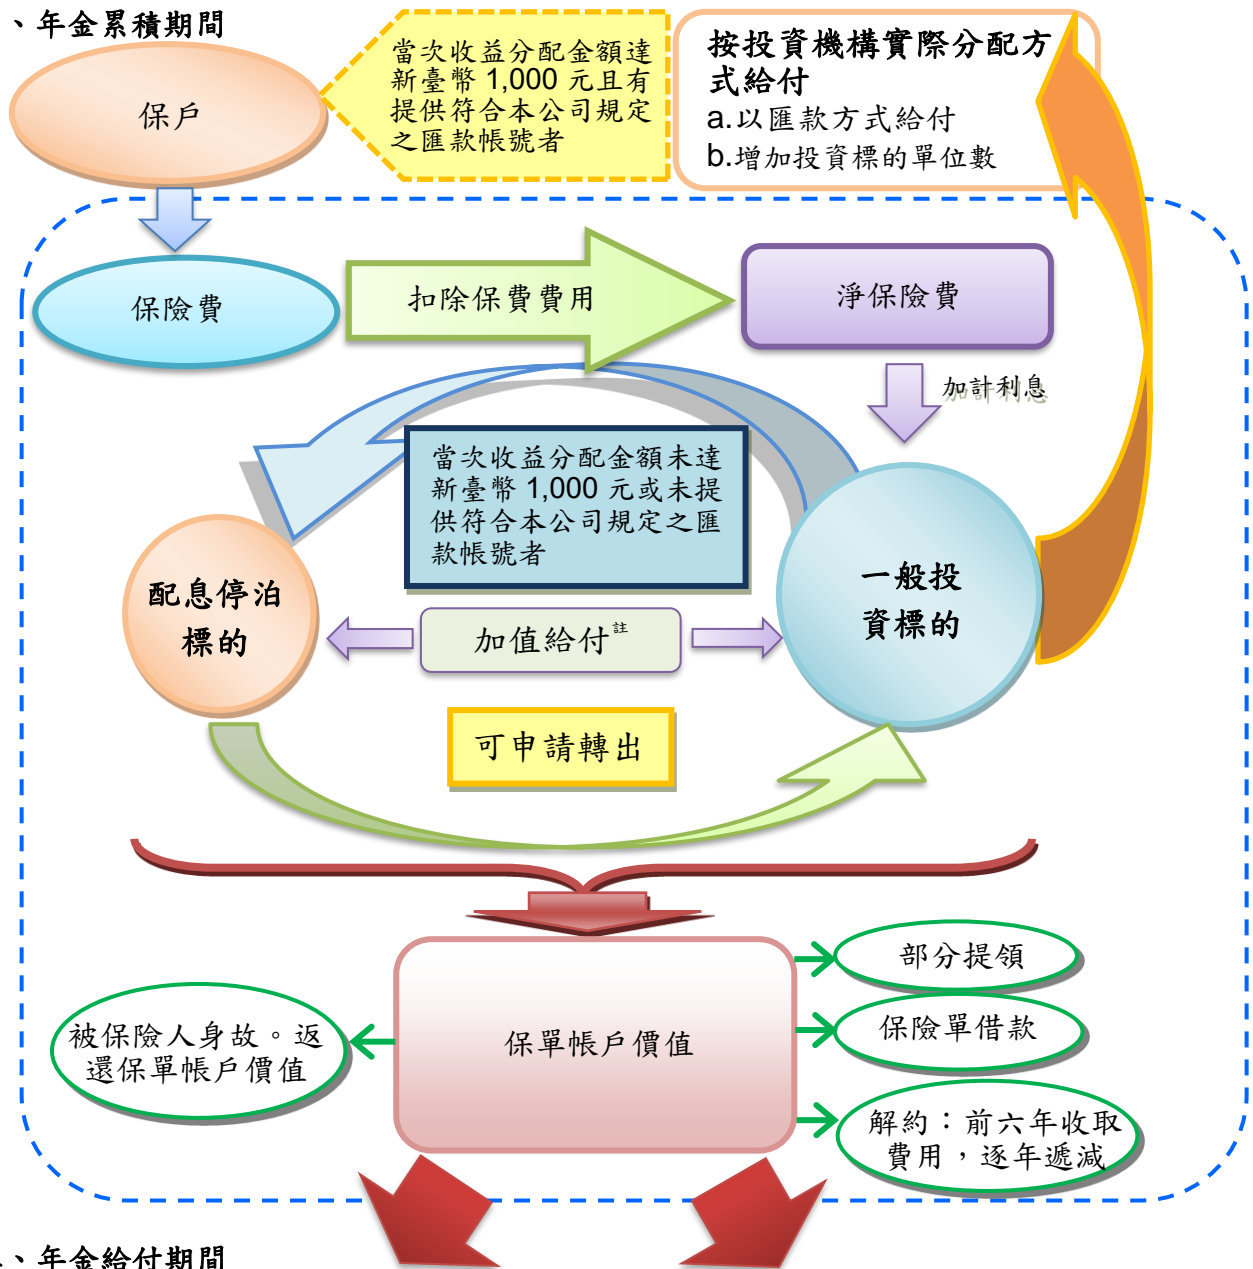 、年金累積期間
保戶
當次收益分配金額達
新臺幣 1,000 元且有
提供符合本公司規定
之匯款帳號者
按投資機構實際分配方
式給付
a.以匯款方式給付
b.增加投資標的單位數
保險費
扣除保費費用
淨保險費
加計利息
當次收益分配金額未達
新臺幣 1,000 元或未提
供符合本公司規定之匯
款帳號者
配息停泊
標的
一般投
資標的
加值給付註
可申請轉出
保單帳戶價值
部分提領
保險單借款
解約：前六年收取
費用，逐年遞減
被保險人身故。返
還保單帳戶價值
、年金給付期間